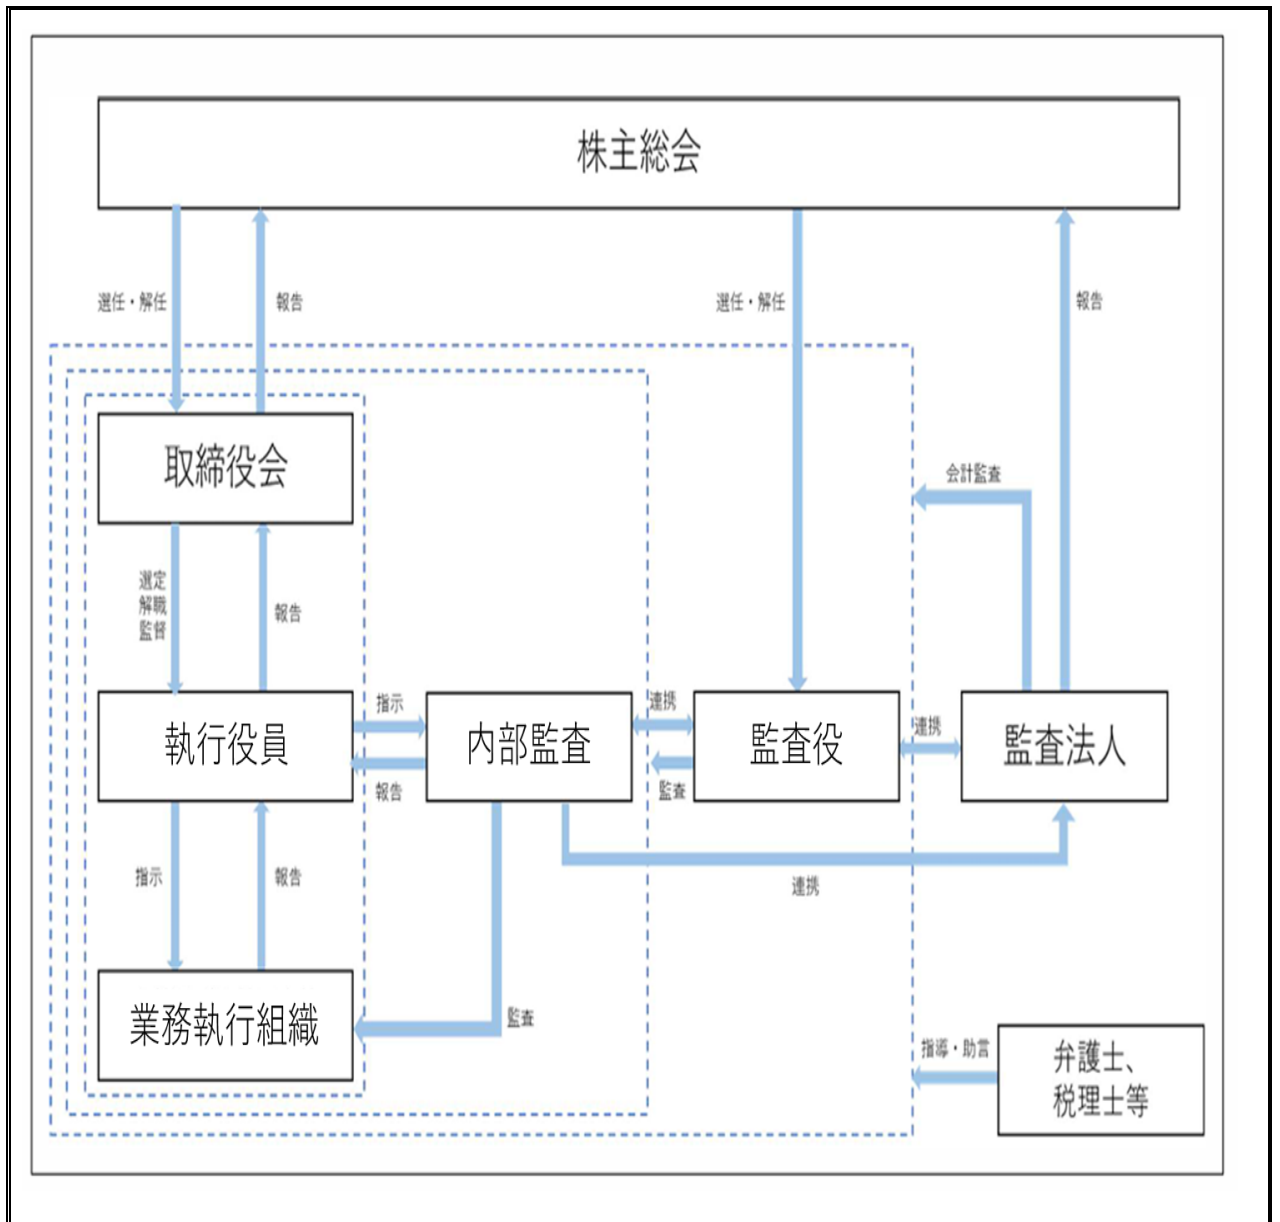 株主総会
選任・解任
報告
選任・解任
報告
取締役会
会計監査
選定
解職
監督
報告
執行役員
指示
報告
内部監査
連携
監査
監査役
連携
監査法人
指示
報告
連携
業務執行組織
監査
指導・助言
弁護士、
税理士等